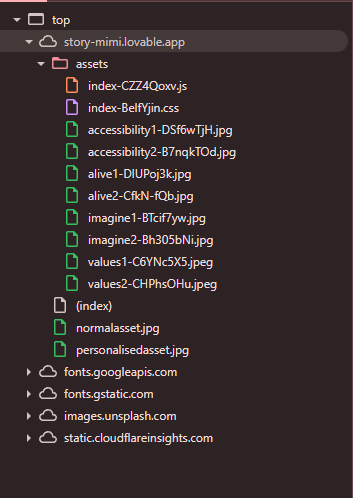 top
story-mimi.lovable.app
assets
index-CZZ4Qoxv.js
index-BelfYjin.css
accessibility1-DSf6wTjH.jpg
accessibility2-B7nqkTOd.jpg
alive1-DIUPoj3k.jpg
alive2-CfkN-fQb.jpg
imagine1-BTcif7yw.jpg
imagine2-Bh305bNi.jpg
values1-C6YNc5X5.jpeg
values2-CHPhsOHu.jpeg
(index)
normalasset.jpg
personalisedasset.jpg
fonts.googleapis.com
fonts.gstatic.com
images.unsplash.com
static.cloudflareinsights.com